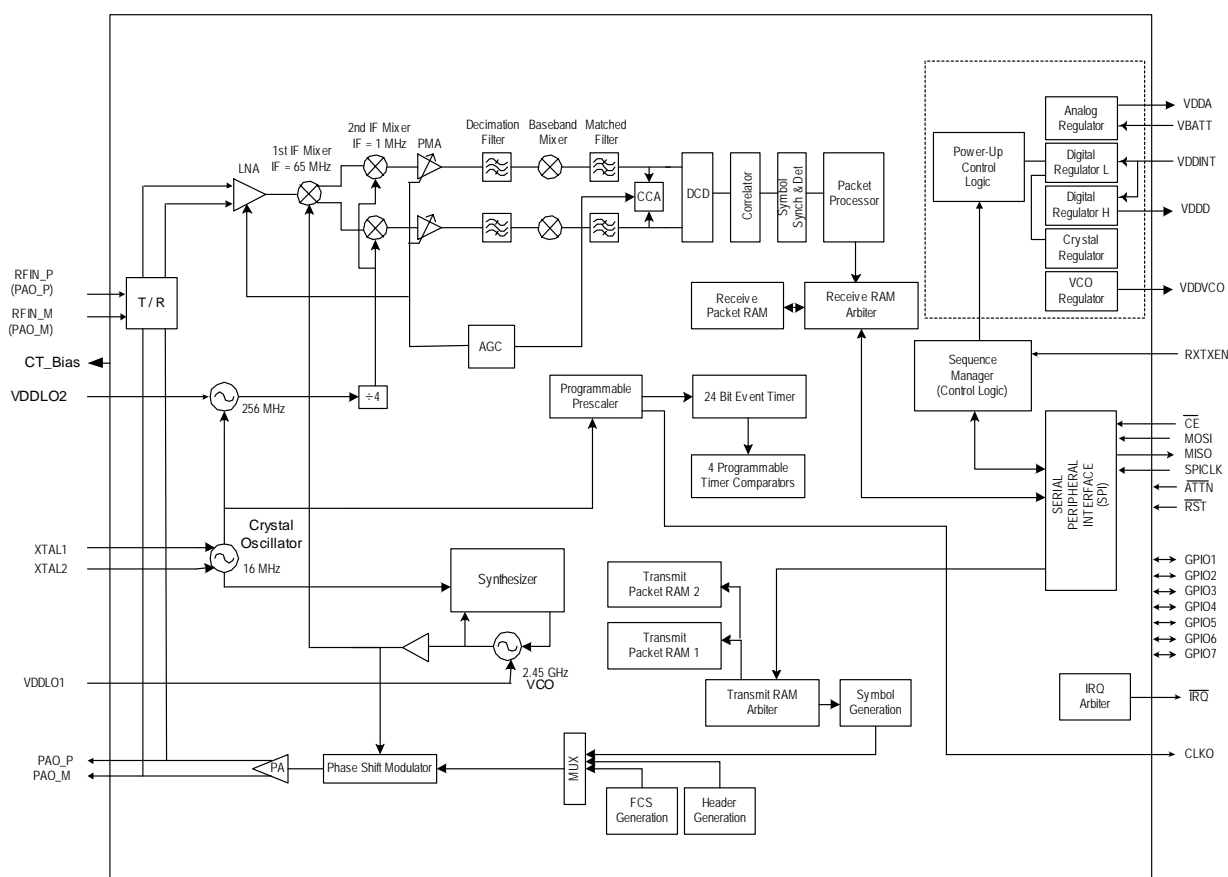 2nd IF Mixer
IF = 1 MHz
PMA
Decimation
Filter
Baseband
Mixer
Matched
Filter
1st IF Mixer
IF = 65 MHz
LNA
CCA
DCD
Correlator
Symbol
Synch & Det
Packet
Processor
Power-Up
Control
Logic
Analog
Regulator
Digital
Regulator L
Digital
Regulator H
Crystal
Regulator
VCO
Regulator
VDDA
VBATT
VDDINT
VDDD
VDDVCO
RFIN_P
(PAO_P)
RFIN_M
(PAO_M)
T / R
CT_Bias
VDDLO2
256 MHz
÷4
AGC
Receive
Packet RAM
Receive RAM
Arbiter
Sequence
Manager
(Control Logic)
RXTXEN
Programmable
Prescaler
24 Bit Event Timer
4 Programmable
Timer Comparators
SERIAL
PERIPHERAL
INTERFACE
(SPI)
CE
MOSI
MISO
SPICLK
ATTN
RST
GPIO1
GPIO2
GPIO3
GPIO4
GPIO5
GPIO6
GPIO7
Crystal
Oscillator
XTAL1
XTAL2
16 MHz
Synthesizer
2.45 GHz
VCO
VDDLO1
Transmit
Packet RAM 2
Transmit
Packet RAM 1
Transmit RAM
Arbiter
Symbol
Generation
IRQ
Arbiter
IRQ
CLKO
PAO_P
PAO_M
PA
Phase Shift Modulator
MUX
FCS
Generation
Header
Generation